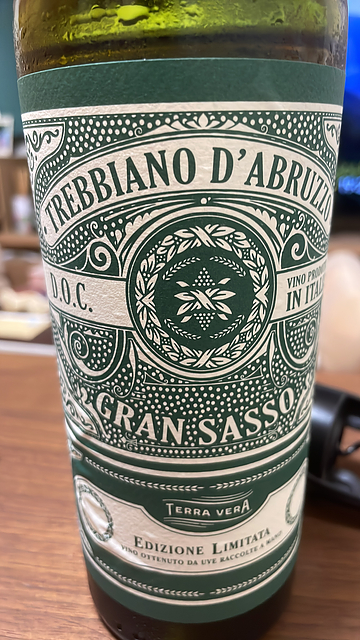 TREBBIANO D'ABRUZZO
D.O.C.
VINO PRODOTTO
IN ITALIA
GRAN SASSO
TERRA VERA
EDIZIONE LIMITATA
VINO OTTENUTO DA UVE RACCOLTE A MANO